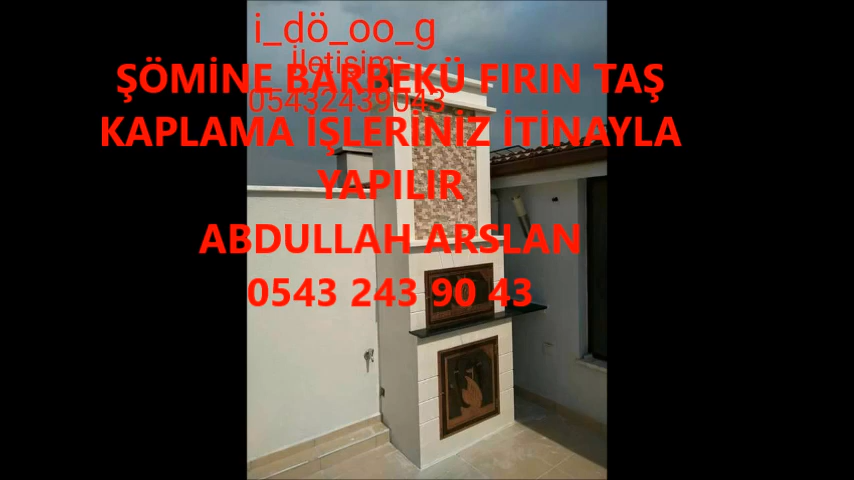 i_dö_oo_g
İletişim:
05432439043
ŞÖMİNE BARBEKÜ FIRIN TAŞ
KAPLAMA İŞLERİNİZ İTİNAYLA
YAPILIR
ABDULLAH ARSLAN
0543 243 90 43